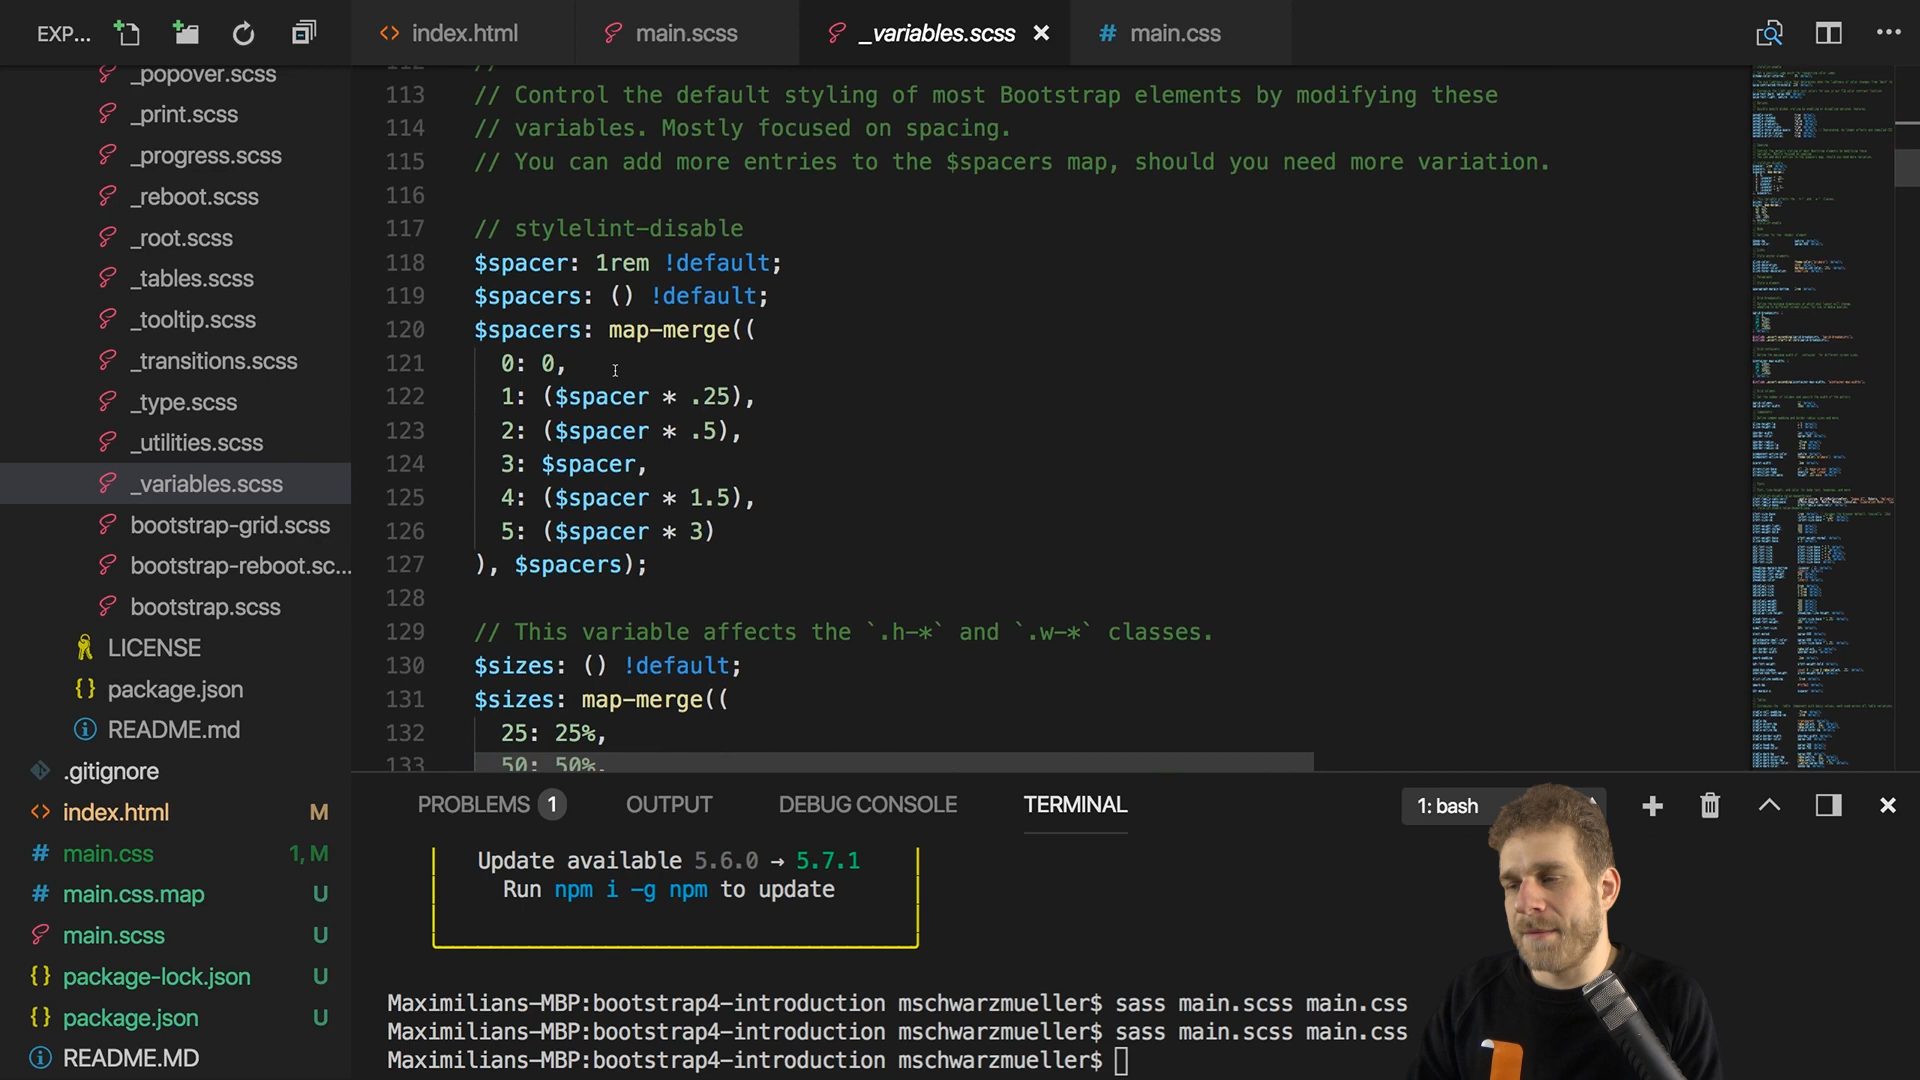 EXP...
index.html
main.scss
_variables.scss
# main.css
_popover.scss
_print.scss
_progress.scss
_reboot.scss
_root.scss
_tables.scss
_tooltip.scss
_transitions.scss
_type.scss
_utilities.scss
_variables.scss
bootstrap-grid.scss
bootstrap-reboot.sc...
bootstrap.scss
LICENSE
{} package.json
README.md
.gitignore
index.html M
# main.css 1, M
# main.css.map U
main.scss U
{} package-lock.json U
{} package.json U
README.MD
112 //
113 // Control the default styling of most Bootstrap elements by modifying these
114 // variables. Mostly focused on spacing.
115 // You can add more entries to the $spacers map, should you need more variation.
116
117 // stylelint-disable
118 $spacer: 1rem !default;
119 $spacers: () !default;
120 $spacers: map-merge((
121 0: 0,
122 1: ($spacer * .25),
123 2: ($spacer * .5),
124 3: $spacer,
125 4: ($spacer * 1.5),
126 5: ($spacer * 3)
127 ), $spacers);
128
129 // This variable affects the `.h-*` and `.w-*` classes.
130 $sizes: () !default;
131 $sizes: map-merge((
132 25: 25%,
133 50: 50%,
PROBLEMS 1 OUTPUT DEBUG CONSOLE TERMINAL 1: bash
Update available 5.6.0 → 5.7.1
Run npm i -g npm to update
Maximilians-MBP:bootstrap4-introduction mschwarzmueller$ sass main.scss main.css
Maximilians-MBP:bootstrap4-introduction mschwarzmueller$ sass main.scss main.css
Maximilians-MBP:bootstrap4-introduction mschwarzmueller$